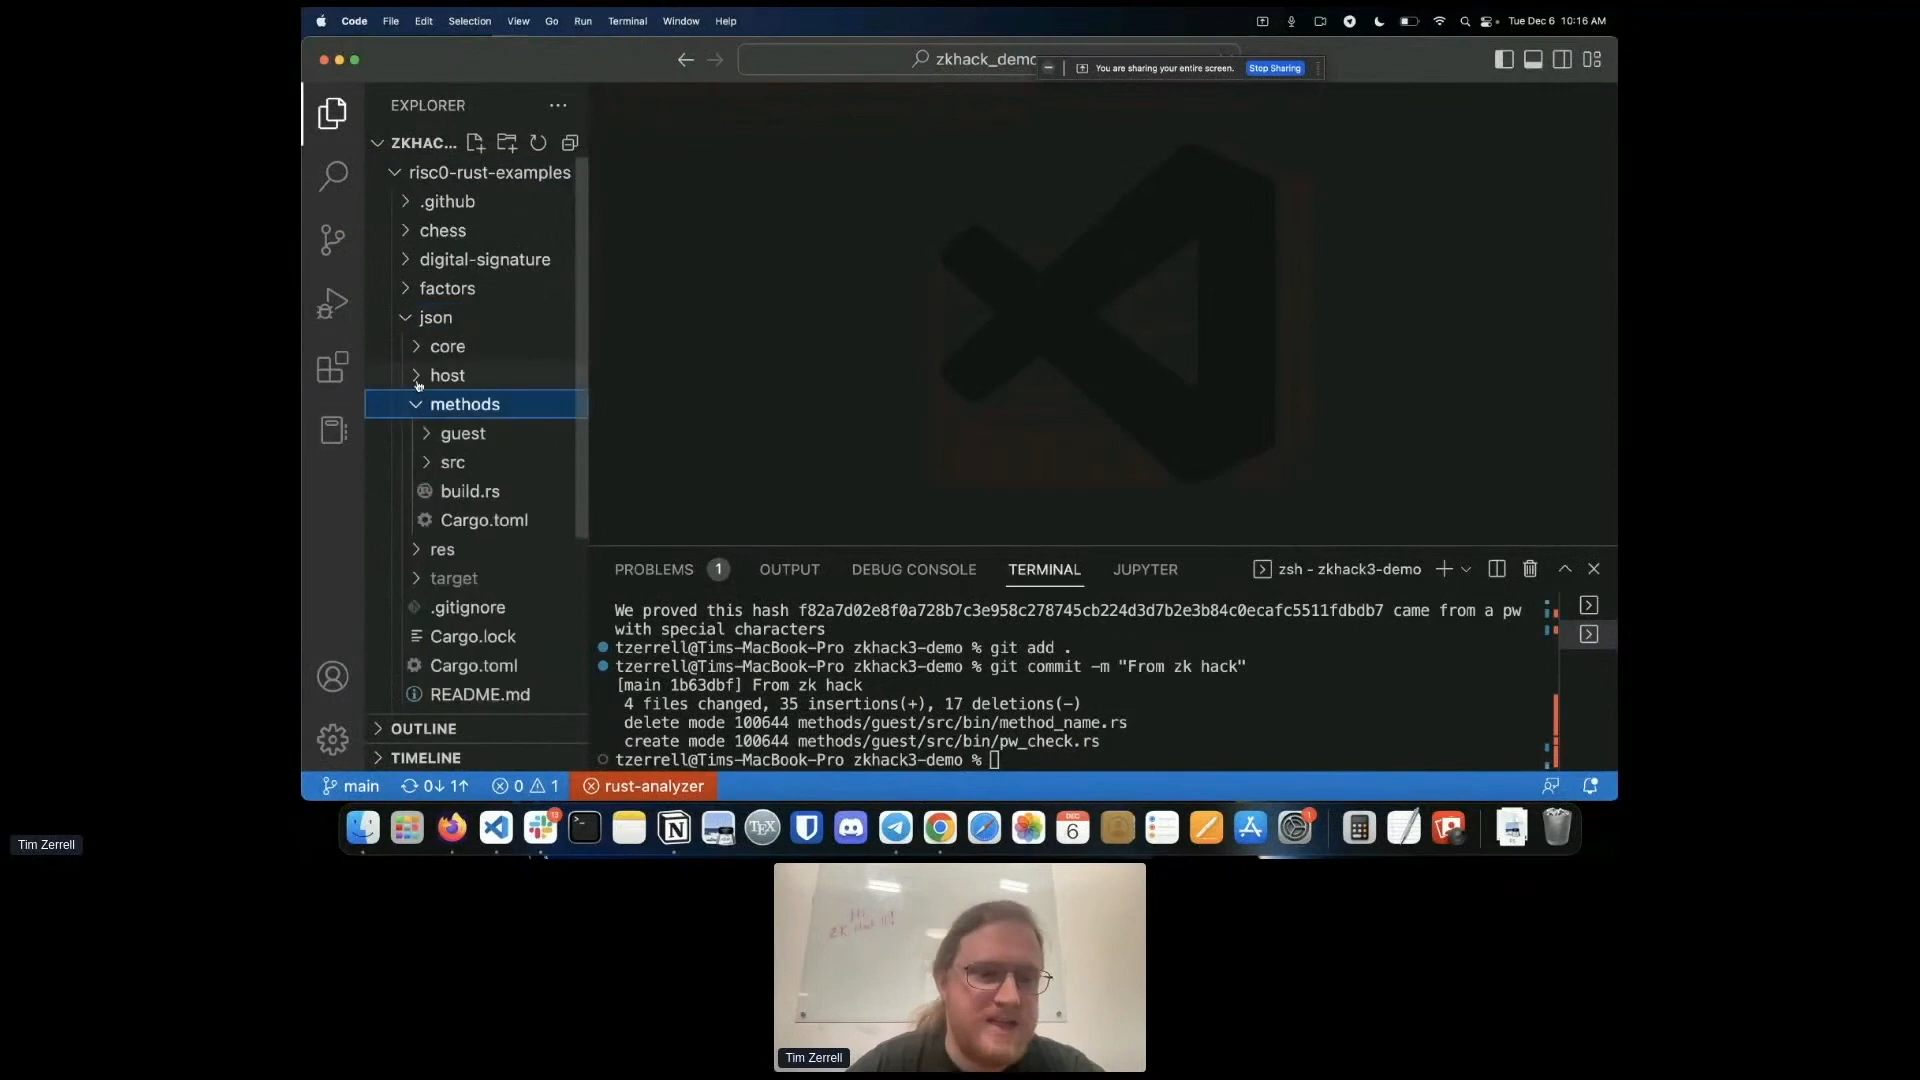 Code File Edit Selection View Go Run Terminal Window Help
Tue Dec 6 10:16 AM
zkhack_demo
You are sharing your entire screen. Stop Sharing
EXPLORER
ZKHAC...
risc0-rust-examples
.github
chess
digital-signature
factors
json
core
host
methods
guest
src
build.rs
Cargo.toml
res
target
.gitignore
Cargo.lock
Cargo.toml
README.md
OUTLINE
TIMELINE
PROBLEMS 1 OUTPUT DEBUG CONSOLE TERMINAL JUPYTER zsh - zkhack3-demo
We proved this hash f82a7d02e8f0a728b7c3e958c278745cb224d3d7b2e3b84c0ecafc5511fdbdb7 came from a pw
with special characters
tzerrell@Tims-MacBook-Pro zkhack3-demo % git add .
tzerrell@Tims-MacBook-Pro zkhack3-demo % git commit -m "From zk hack"
[main 1b63dbf] From zk hack
4 files changed, 35 insertions(+), 17 deletions(-)
delete mode 100644 methods/guest/src/bin/method_name.rs
create mode 100644 methods/guest/src/bin/pw_check.rs
tzerrell@Tims-MacBook-Pro zkhack3-demo %
main 0↓ 1↑ 0 1 rust-analyzer
13
TEX
DEC
6
1
Tim Zerrell
Hi
Tim Zerrell